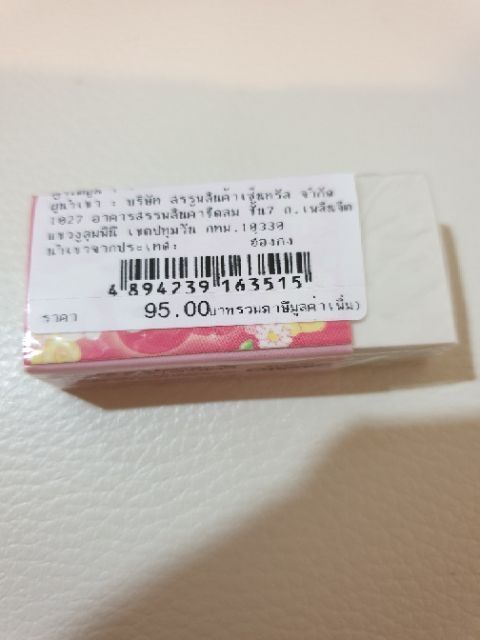 ผู้นำเข้า : บริษัท สรรพสินค้าเซ็นทรัล จำกัด
1027 อาคารสรรพสินค้าชิดลม ชั้น7 ถ.เพลินจิต
แขวงลุมพินี เขตปทุมวัน กทม.10330
นำเข้าจากประเทศ: ฮ่องกง
4 894239 163515
ราคา 95.00บาทรวมภาษีมูลค่า(เพิ่ม)